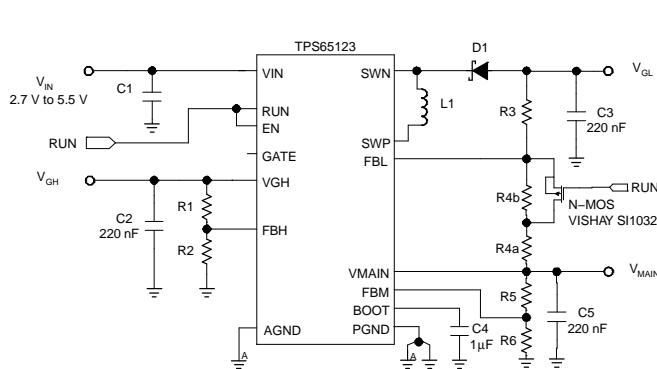 TPS65123
D1
VIN
SWN
VGL
VIN
2.7 V to 5.5 V
C1
L1
R3
C3
220 nF
RUN
EN
RUN
SWP
GATE
FBL
RUN
VGH
VGH
R4b
N–MOS
VISHAY SI1032
R1
C2
220 nF
FBH
R2
R4a
VMAIN
VMAIN
FBM
R5
BOOT
C5
220 nF
C4
1μF
AGND
PGND
R6
A
A